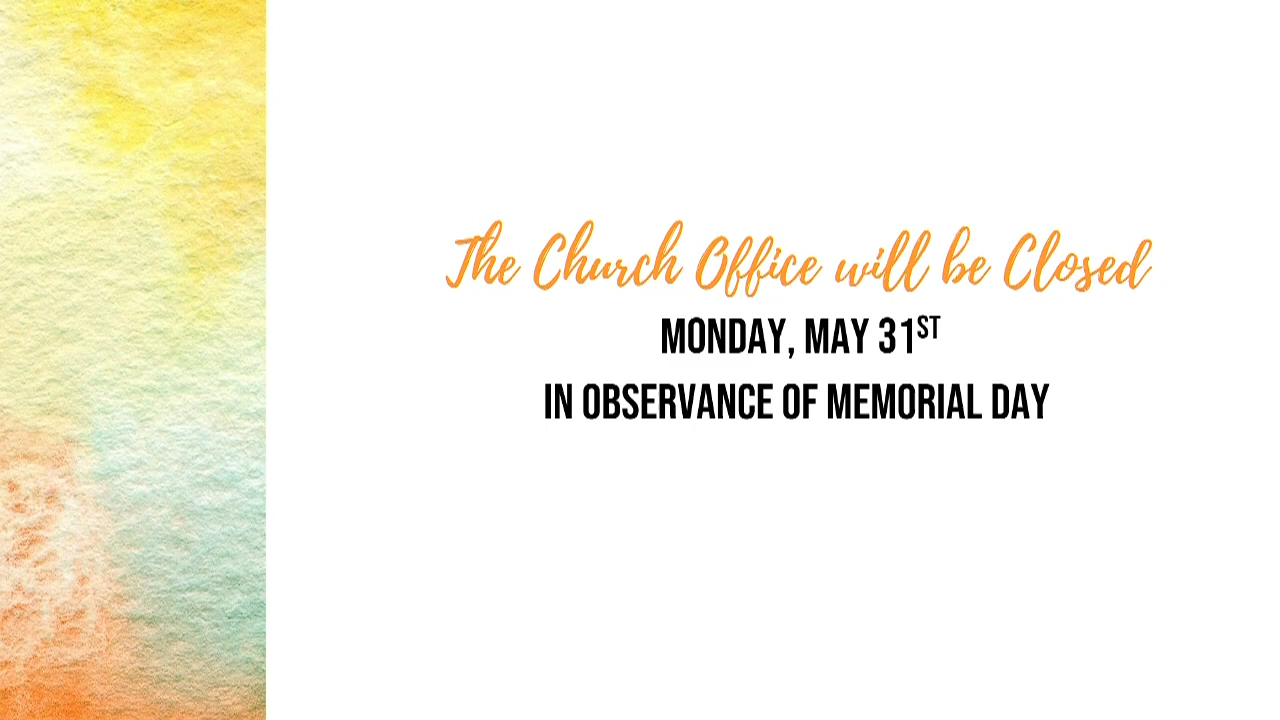 The Church Office will be Closed
MONDAY, MAY 31ST
IN OBSERVANCE OF MEMORIAL DAY